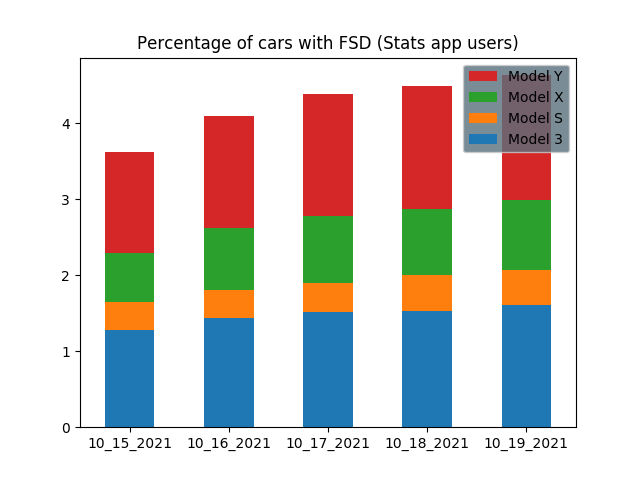 Percentage of cars with FSD (Stats app users)
Model Y
Model X
Model S
Model 3
4
3
2
1
0
10_15_2021 10_16_2021 10_17_2021 10_18_2021 10_19_2021